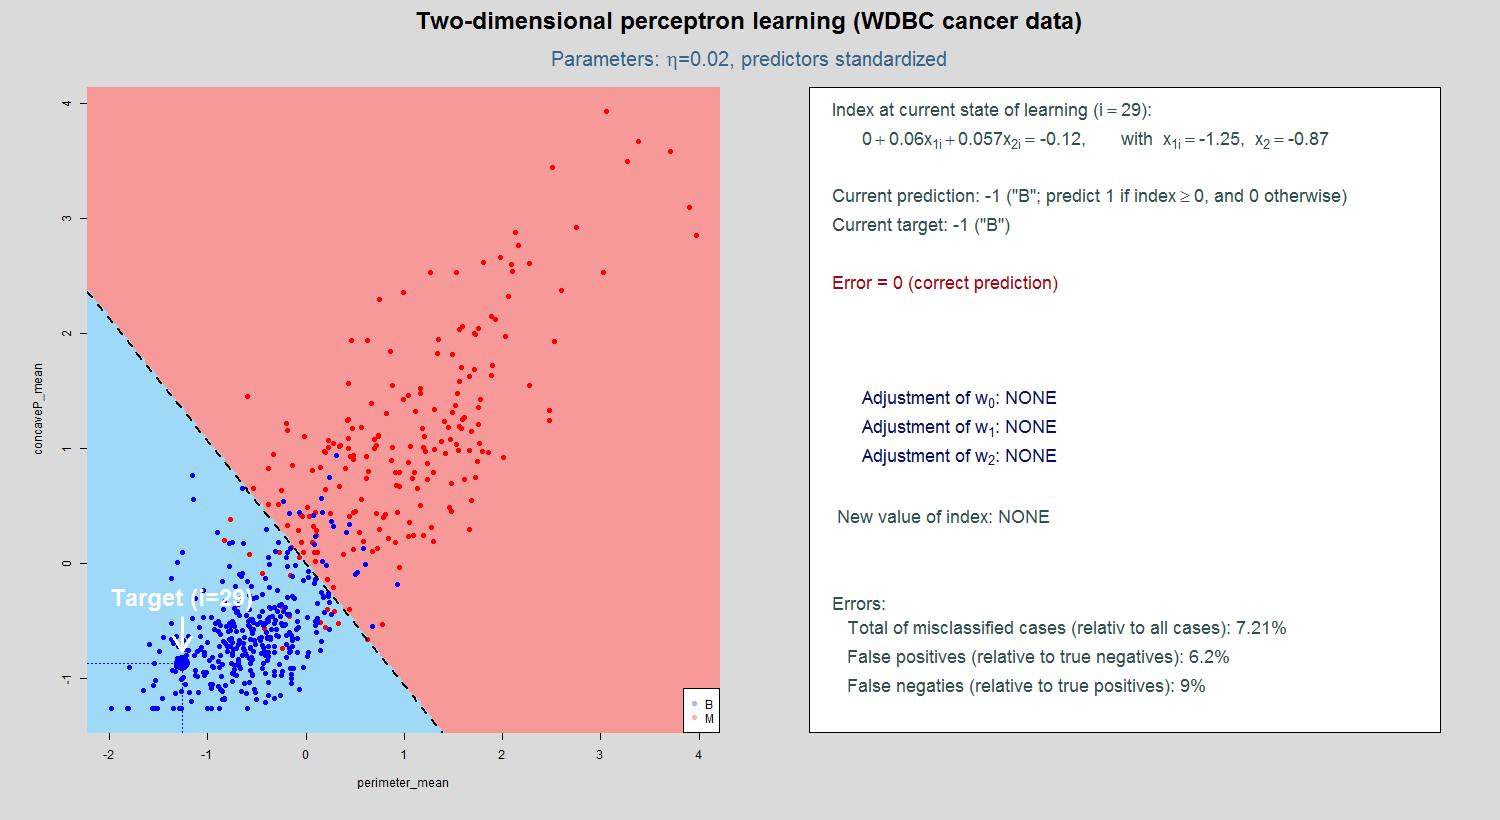 Two-dimensional perceptron learning (WDBC cancer data)
Parameters: η=0.02, predictors standardized
4
3
2
1
0
-1
concaveP_mean
Target (i=29)
B
M
-2 -1 0 1 2 3 4
perimeter_mean
Index at current state of learning (i = 29):
0 + 0.06x1i + 0.057x2i = -0.12, with x1i = -1.25, x2 = -0.87
Current prediction: -1 ("B"; predict 1 if index ≥ 0, and 0 otherwise)
Current target: -1 ("B")
Error = 0 (correct prediction)
Adjustment of w0: NONE
Adjustment of w1: NONE
Adjustment of w2: NONE
New value of index: NONE
Errors:
Total of misclassified cases (relativ to all cases): 7.21%
False positives (relative to true negatives): 6.2%
False negaties (relative to true positives): 9%